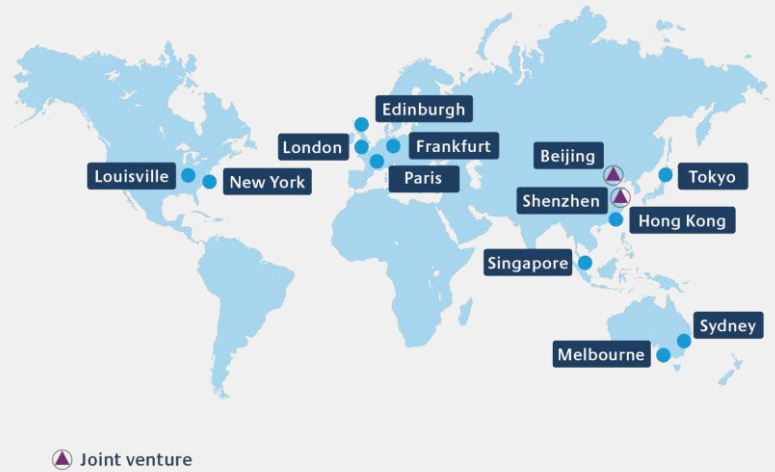 Edinburgh
London
Frankfurt
Paris
Louisville
New York
Beijing
Tokyo
Shenzhen
Hong Kong
Singapore
Sydney
Melbourne
Joint venture